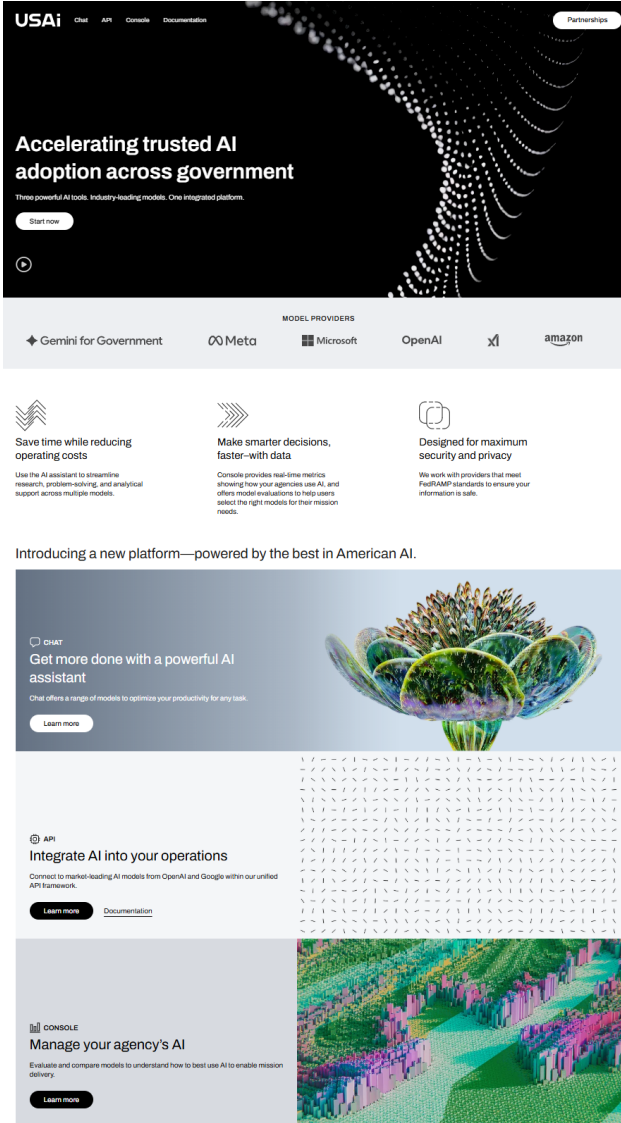 USAi
Chat
API
Console
Documentation
Partnerships
Accelerating trusted AI
adoption across government
Three powerful AI tools. Industry-leading models. One integrated platform.
Start now
MODEL PROVIDERS
Gemini for Government
Meta
Microsoft
OpenAI
xAI
amazon
Save time while reducing
operating costs
Use the AI assistant to streamline
research, problem-solving, and analytical
support across multiple models.
Make smarter decisions,
faster–with data
Console provides real-time metrics
showing how your agencies use AI, and
offers model evaluations to help users
select the right models for their mission
needs.
Designed for maximum
security and privacy
We work with providers that meet
FedRAMP standards to ensure your
information is safe.
Introducing a new platform—powered by the best in American AI.
CHAT
Get more done with a powerful AI
assistant
Chat offers a range of models to optimize your productivity for any task.
Learn more
API
Integrate AI into your operations
Connect to market-leading AI models from OpenAI and Google within our unified
API framework.
Learn more
Documentation
CONSOLE
Manage your agency's AI
Evaluate and compare models to understand how to best use AI to enable mission
delivery.
Learn more